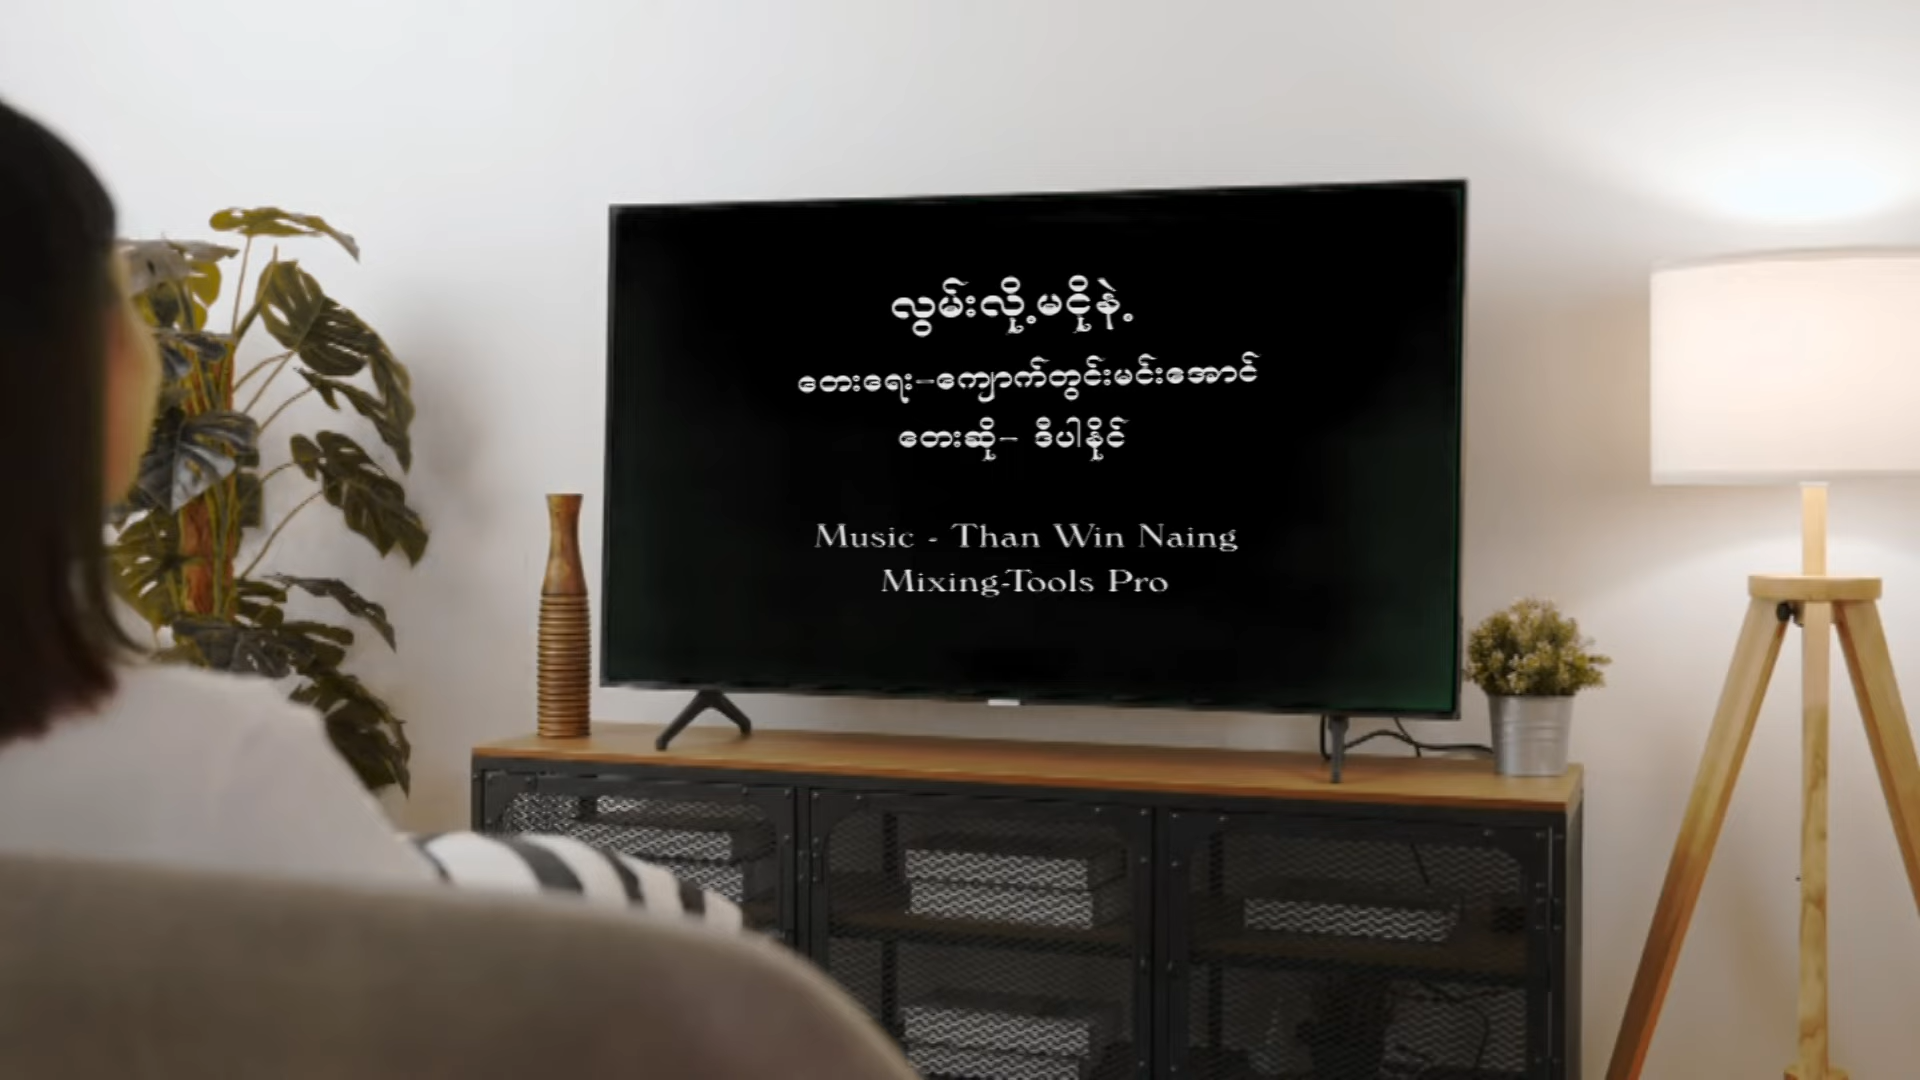 လွမ်းလို့မငိုနဲ့
တေးရေး-ကျောက်တွင်းမင်းအောင်
တေးဆို- ဒီပါနိုင်
Music - Than Win Naing
Mixing-Tools Pro